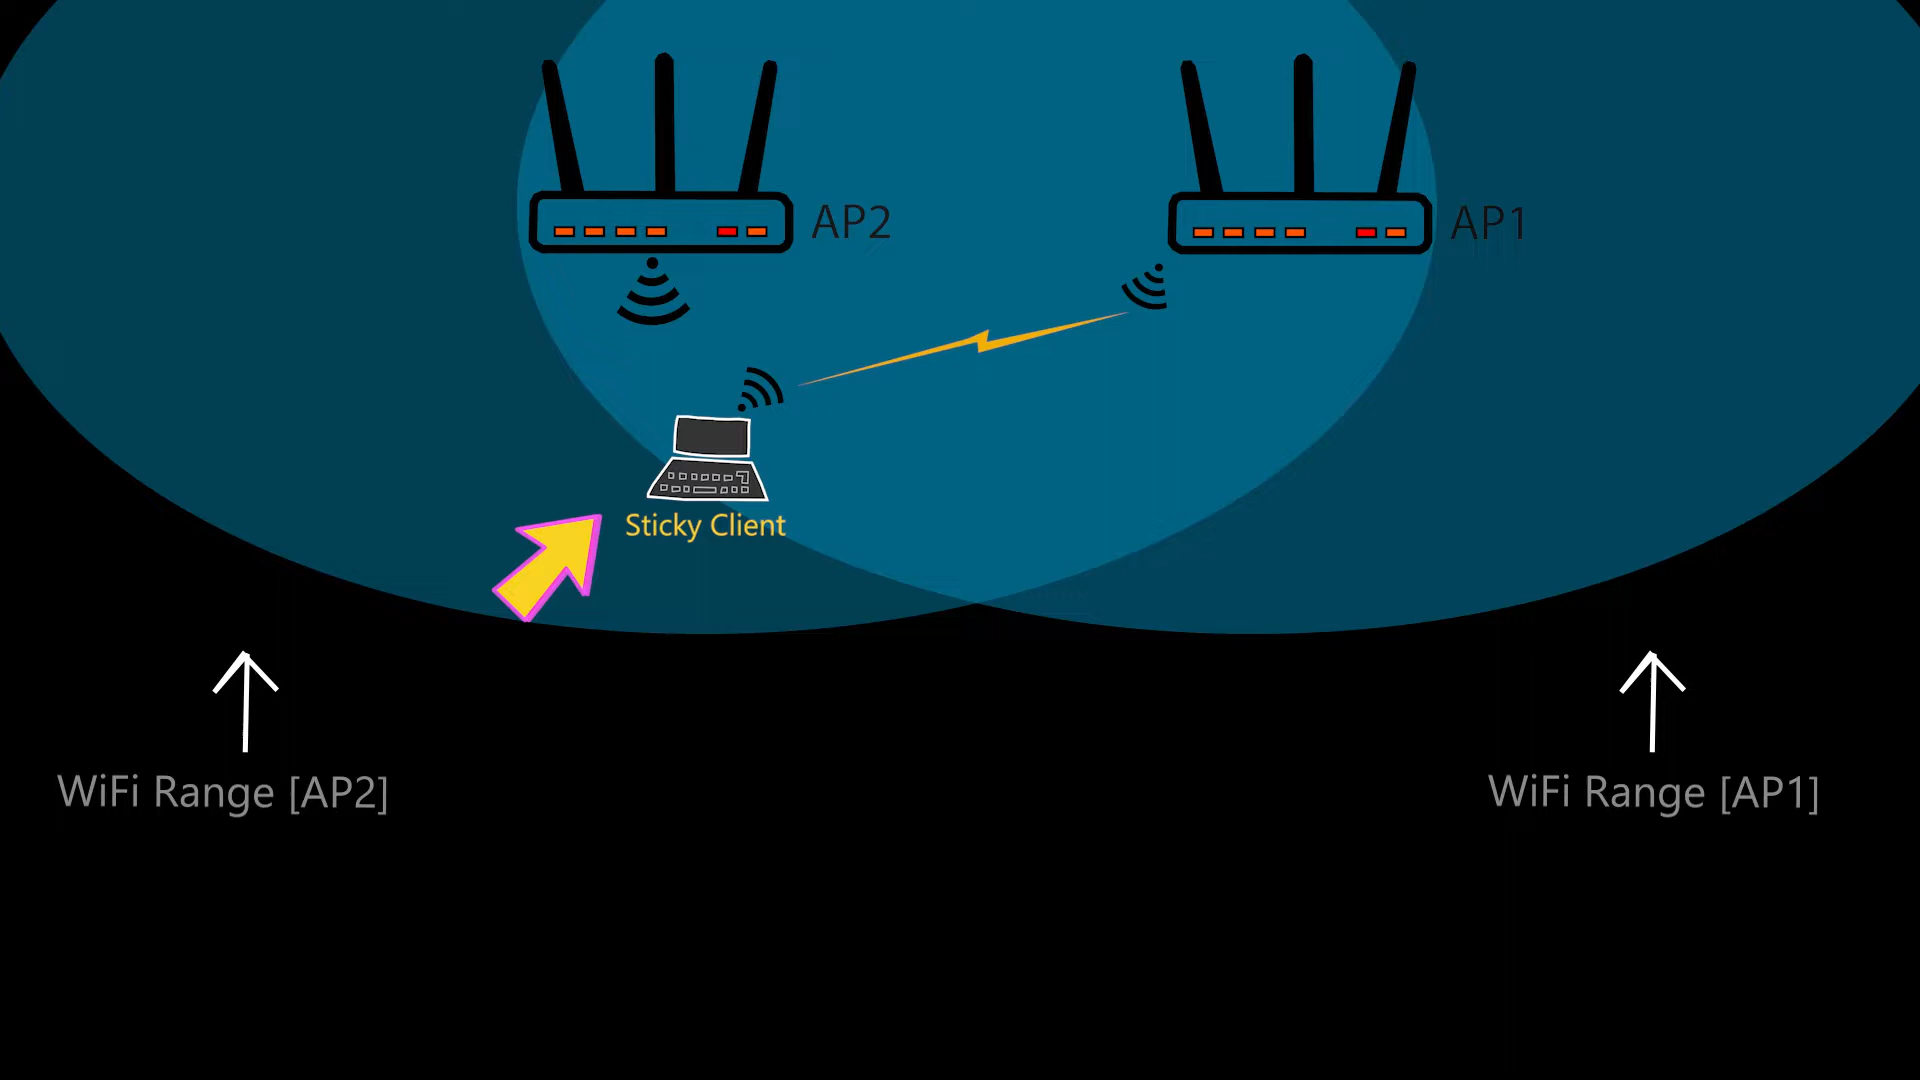 AP2
AP1
Sticky Client
WiFi Range [AP2]
WiFi Range [AP1]